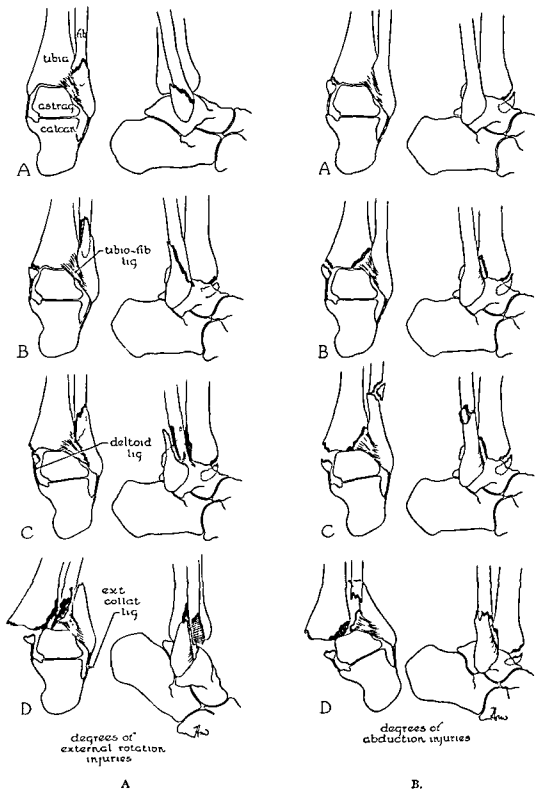 fib
tibia
astrag
calcan
A
tibio-fib
lig
B
deltoid
lig
C
ext
collat
lig
D
degrees of
external rotation
injuries
A
A
B
C
D
degrees of
abduction injuries
B.